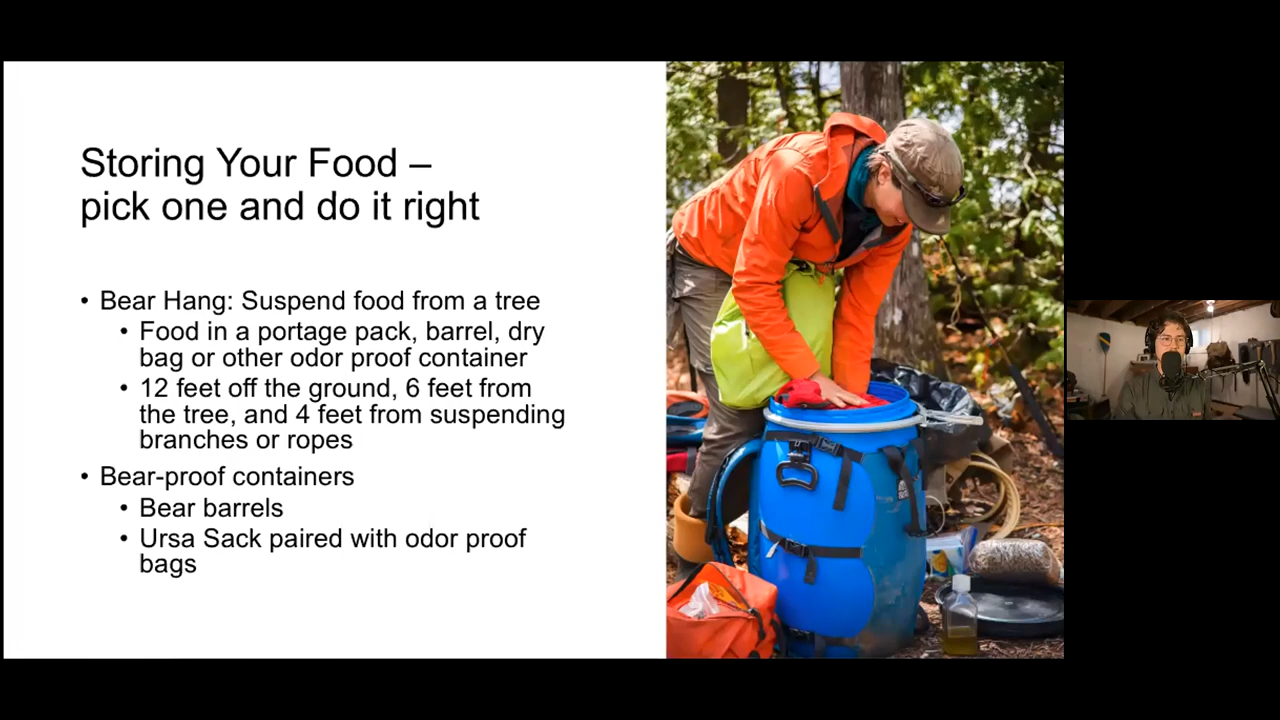 Storing Your Food –
pick one and do it right
• Bear Hang: Suspend food from a tree
• Food in a portage pack, barrel, dry
bag or other odor proof container
• 12 feet off the ground, 6 feet from
the tree, and 4 feet from suspending
branches or ropes
• Bear-proof containers
• Bear barrels
• Ursa Sack paired with odor proof
bags